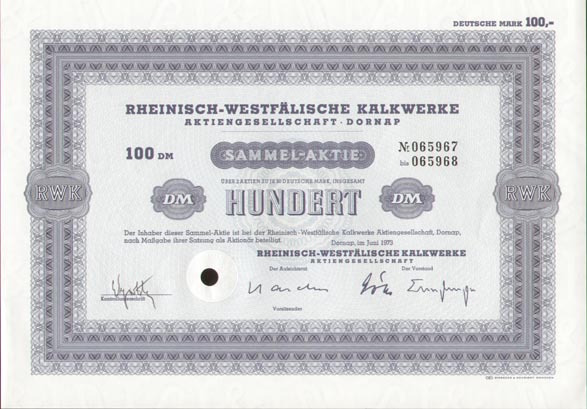 DEUTSCHE MARK 100,-
RHEINISCH-WESTFÄLISCHE KALKWERKE
AKTIENGESELLSCHAFT · DORNAP
100 DM
SAMMEL-AKTIE
Nr. 065967
bis 065968
ÜBER 2 AKTIEN ZU JE 50 DEUTSCHE MARK, INSGESAMT
DM HUNDERT DM
RWK RWK
Der Inhaber dieser Sammel-Aktie ist bei der Rheinisch-Westfälische Kalkwerke Aktiengesellschaft, Dornap,
nach Maßgabe ihrer Satzung als Aktionär beteiligt.
Dornap, im Juni 1973
RHEINISCH-WESTFÄLISCHE KALKWERKE
AKTIENGESELLSCHAFT
Der Aufsichtsrat Der Vorstand
Kontrollunterschrift
Vorsitzender